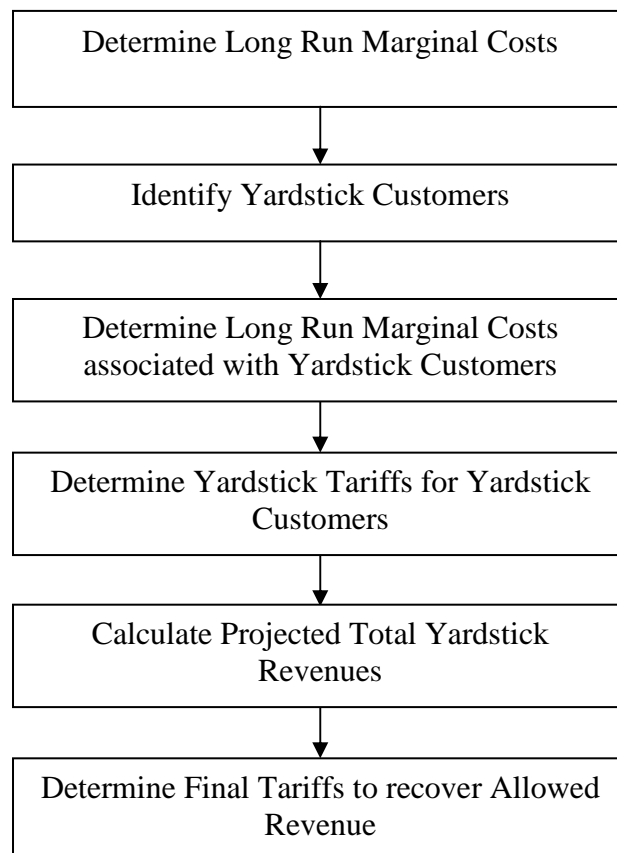 Determine Long Run Marginal Costs
Identify Yardstick Customers
Determine Long Run Marginal Costs
associated with Yardstick Customers
Determine Yardstick Tariffs for Yardstick
Customers
Calculate Projected Total Yardstick
Revenues
Determine Final Tariffs to recover Allowed
Revenue